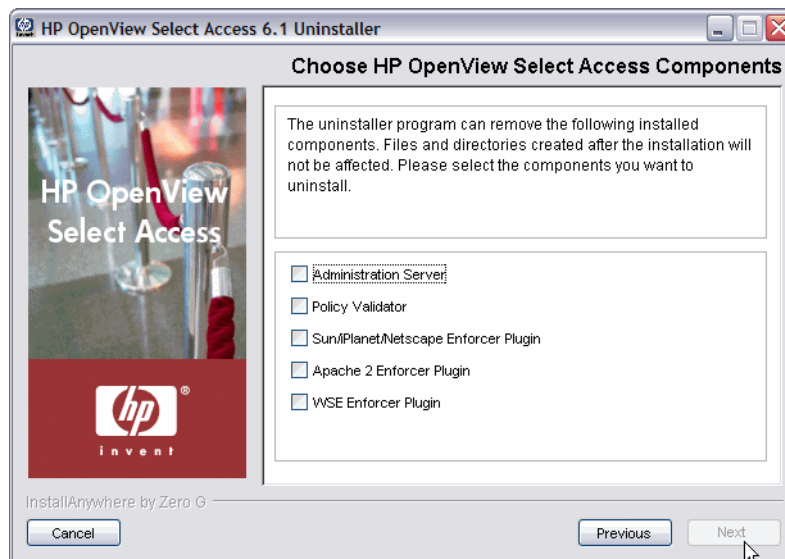 HP OpenView Select Access 6.1 Uninstaller
Choose HP OpenView Select Access Components
The uninstaller program can remove the following installed
components. Files and directories created after the installation will
not be affected. Please select the components you want to
uninstall.
HP OpenView
Select Access
Administration Server
Policy Validator
Sun/iPlanet/Netscape Enforcer Plugin
Apache 2 Enforcer Plugin
WSE Enforcer Plugin
hp
®
invent
InstallAnywhere by Zero G
Cancel
Previous
Next